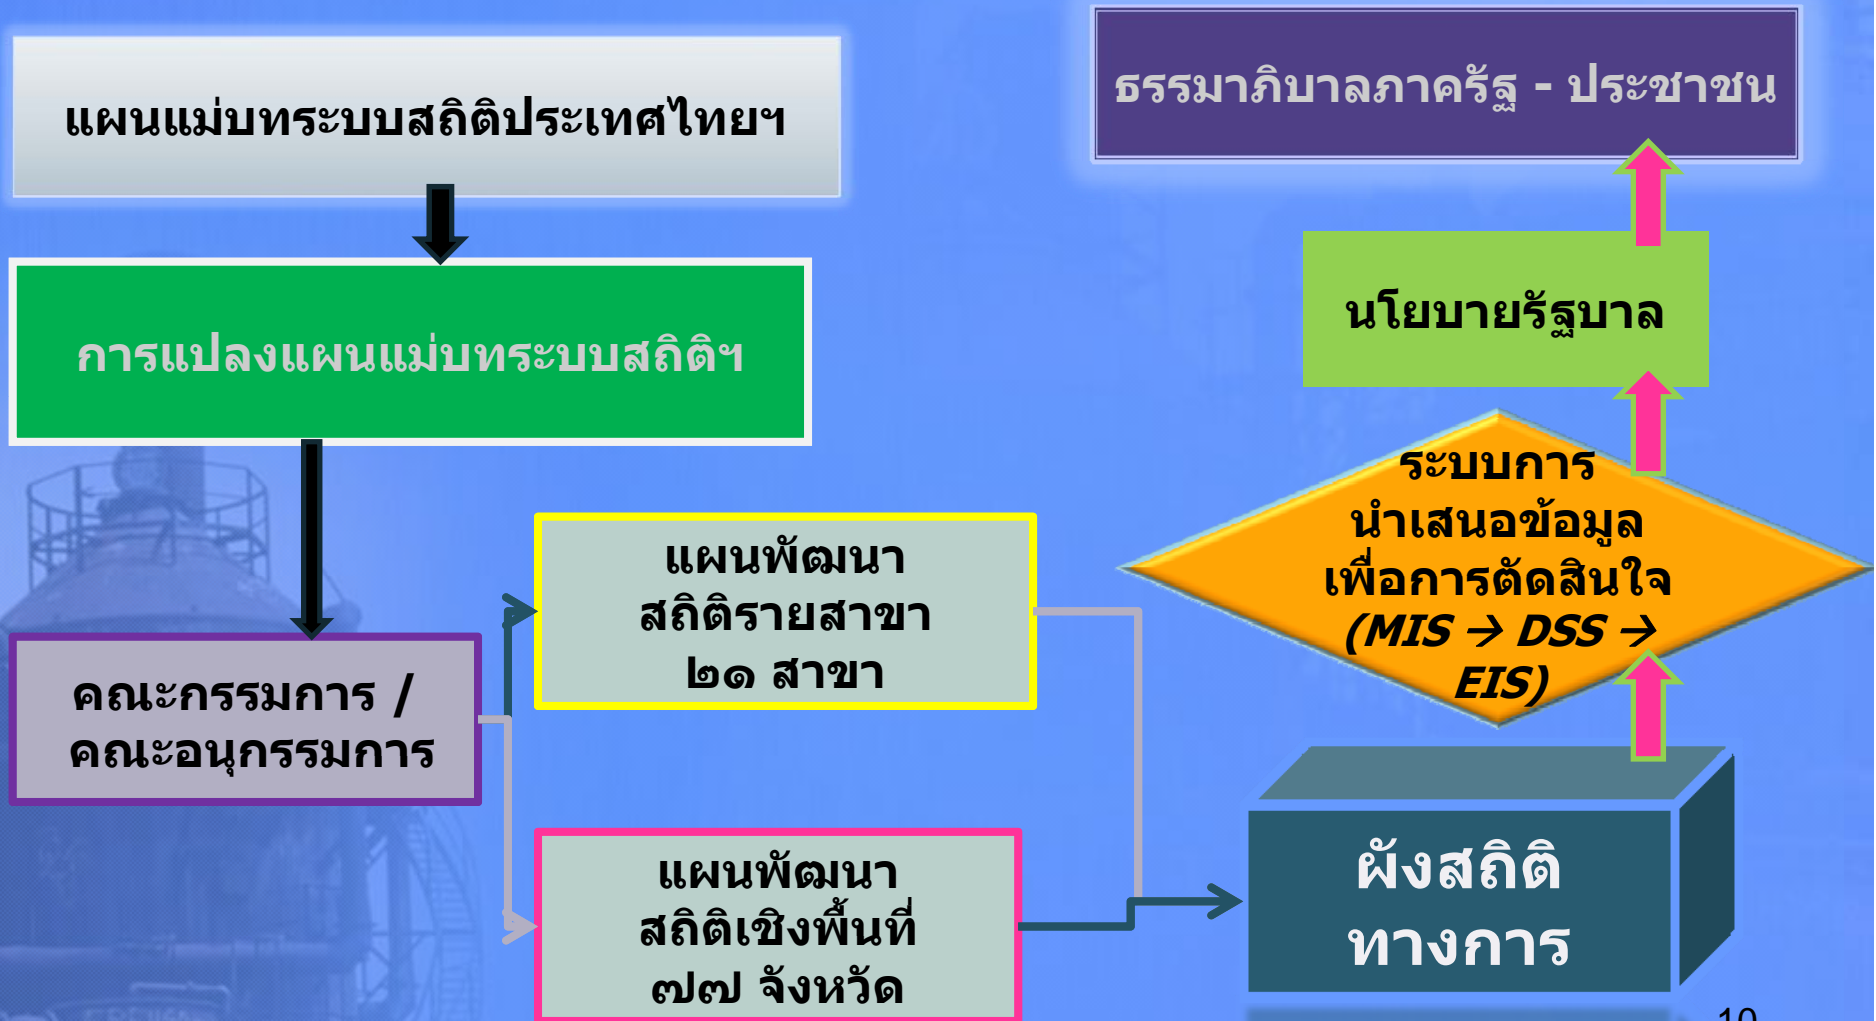 แผนแม่บทระบบสถิติประเทศไทยฯ
การแปลงแผนแม่บทระบบสถิติฯ
คณะกรรมการ /
คณะอนุกรรมการ
แผนพัฒนา
สถิติรายสาขา
๒๑ สาขา
แผนพัฒนา
สถิติเชิงพื้นที่
๗๗ จังหวัด
ผังสถิติ
ทางการ
ระบบการ
นำเสนอข้อมูล
เพื่อการตัดสินใจ
(MIS → DSS →
EIS)
นโยบายรัฐบาล
ธรรมาภิบาลภาครัฐ - ประชาชน
10